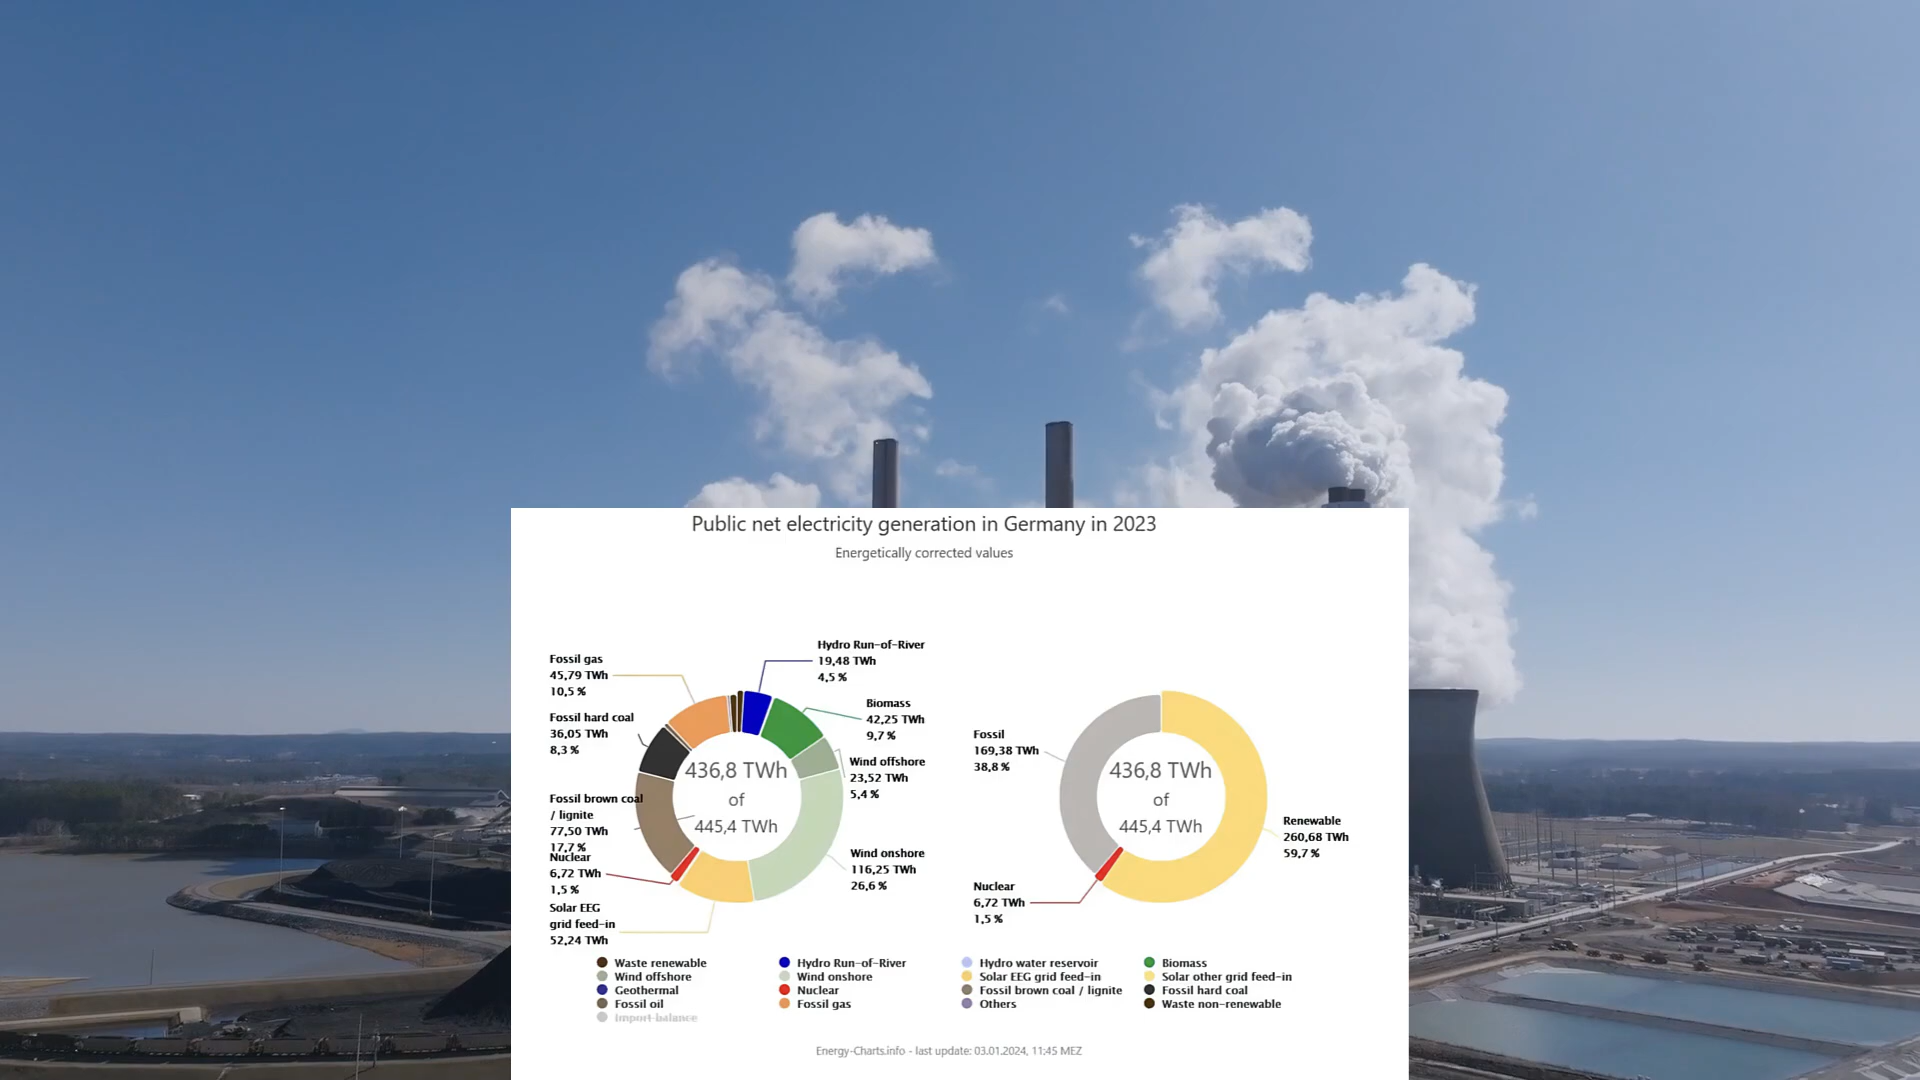 Public net electricity generation in Germany in 2023
Energetically corrected values
Hydro Run-of-River
19,48 TWh
4,5 %
Fossil gas
45,79 TWh
10,5 %
Biomass
42,25 TWh
9,7 %
Fossil hard coal
36,05 TWh
8,3 %
Wind offshore
23,52 TWh
5,4 %
436,8 TWh
of
445,4 TWh
Fossil brown coal
/ lignite
77,50 TWh
17,7 %
Nuclear
6,72 TWh
1,5 %
Wind onshore
116,25 TWh
26,6 %
Solar EEG
grid feed-in
52,24 TWh
Fossil
169,38 TWh
38,8 %
436,8 TWh
of
445,4 TWh
Renewable
260,68 TWh
59,7 %
Nuclear
6,72 TWh
1,5 %
Waste renewable
Hydro Run-of-River
Hydro water reservoir
Biomass
Wind offshore
Wind onshore
Solar EEG grid feed-in
Solar other grid feed-in
Geothermal
Nuclear
Fossil brown coal / lignite
Fossil hard coal
Fossil oil
Fossil gas
Others
Waste non-renewable
Import balance
Energy-Charts.info - last update: 03.01.2024, 11:45 MEZ